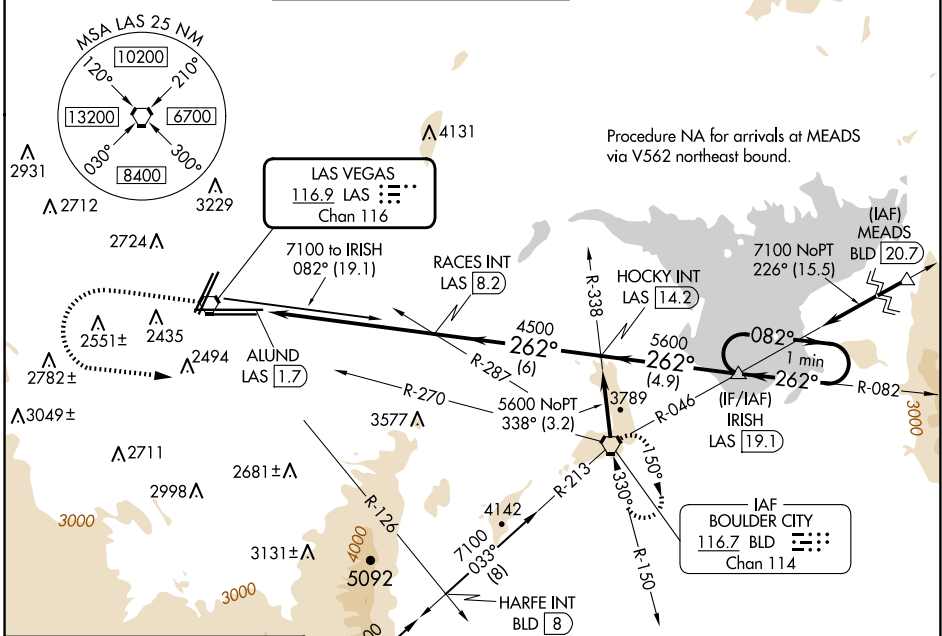 MSA LAS 25 NM
10200
120°
210°
13200
6700
030°
300°
8400
2931
2712
3229
2724
4131
Procedure NA for arrivals at MEADS
via V562 northeast bound.
LAS VEGAS
116.9 LAS
Chan 116
(IAF)
MEADS
BLD 20.7
7100 NoPT
226° (15.5)
7100 to IRISH
082° (19.1)
RACES INT
LAS 8.2
HOCKY INT
LAS 14.2
R-338
4500
262°
(6)
5600
262°
(4.9)
082°
1 min
262°
R-082
2551±
2435
2494
2782±
ALUND
LAS 1.7
R-287
R-270
5600 NoPT
338° (3.2)
3789
R-046
(IF/IAF)
IRISH
LAS 19.1
3000
3049±
3577
2711
2681±
2998
R-126
R-213
150°
330°
R-150
IAF
BOULDER CITY
116.7 BLD
Chan 114
3000
4142
7100
033°
(8)
3131±
4000
5092
3000
HARFE INT
BLD 8